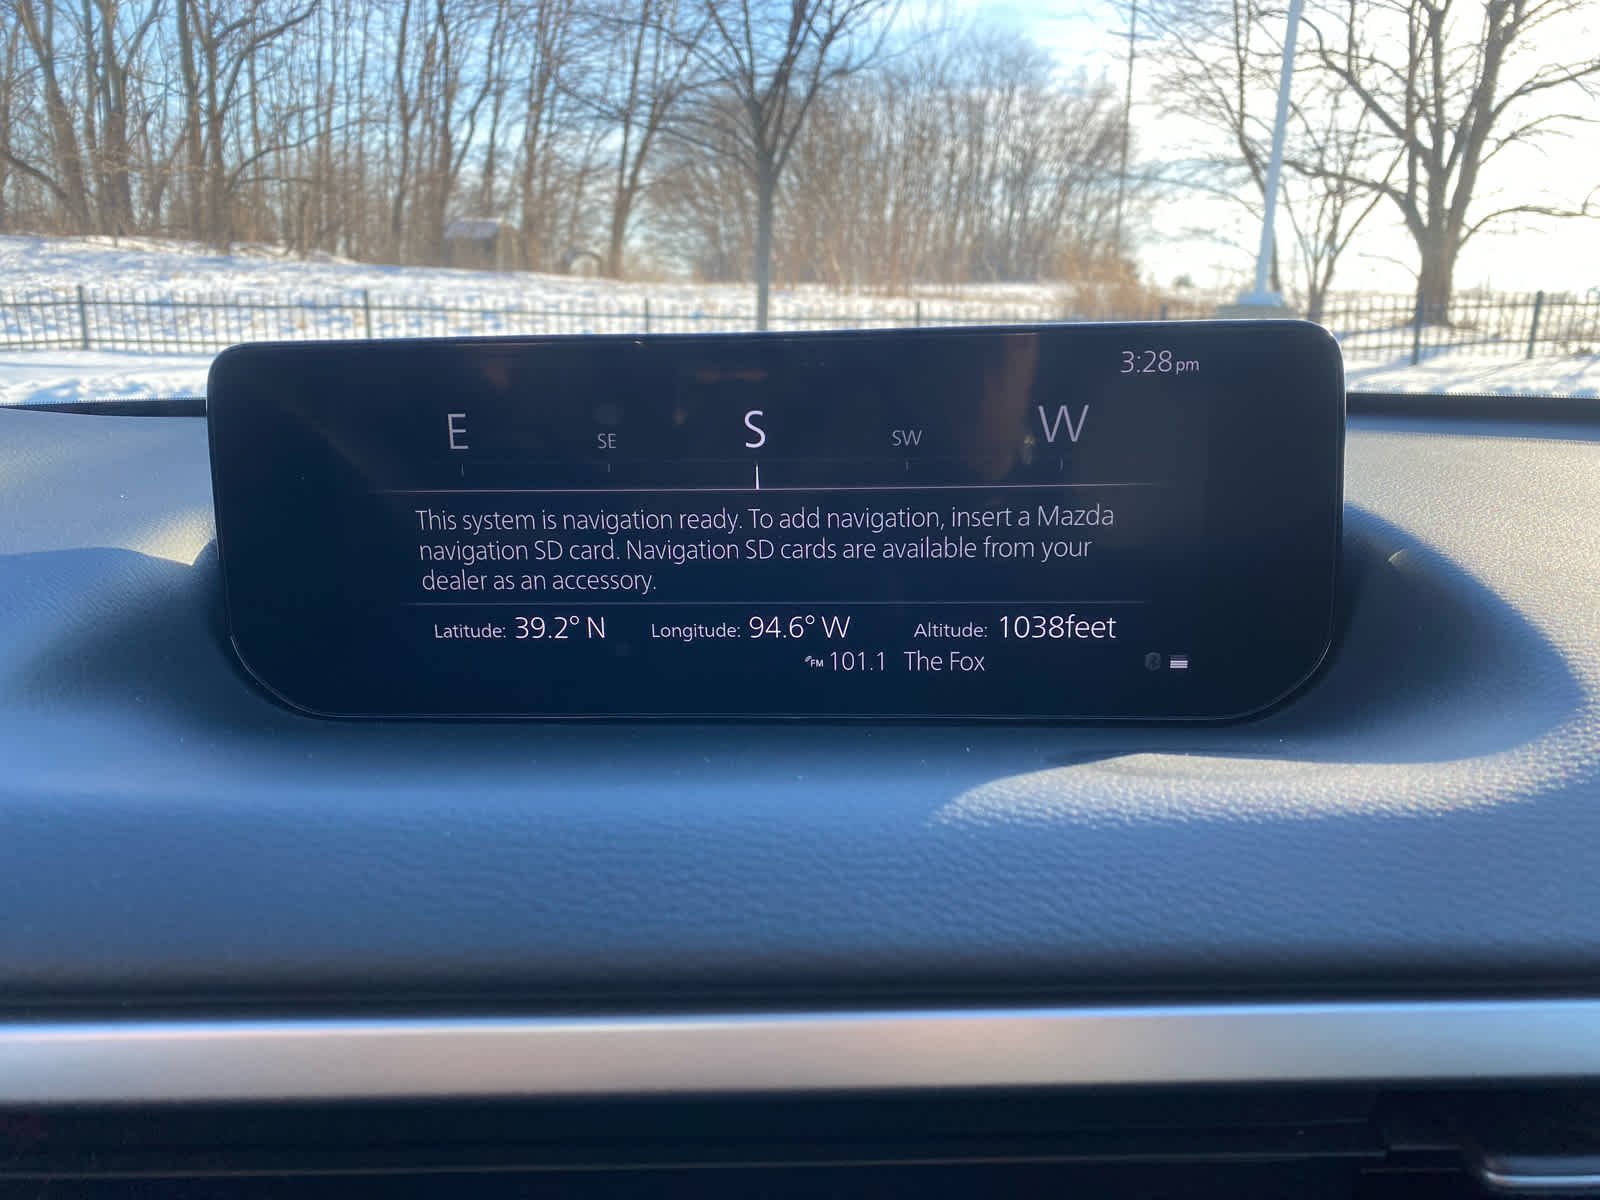 3:28pm
E SE S SW W
This system is navigation ready. To add navigation, insert a Mazda
navigation SD card. Navigation SD cards are available from your
dealer as an accessory.
Latitude: 39.2° N Longitude: 94.6° W Altitude: 1038feet
FM 101.1 The Fox